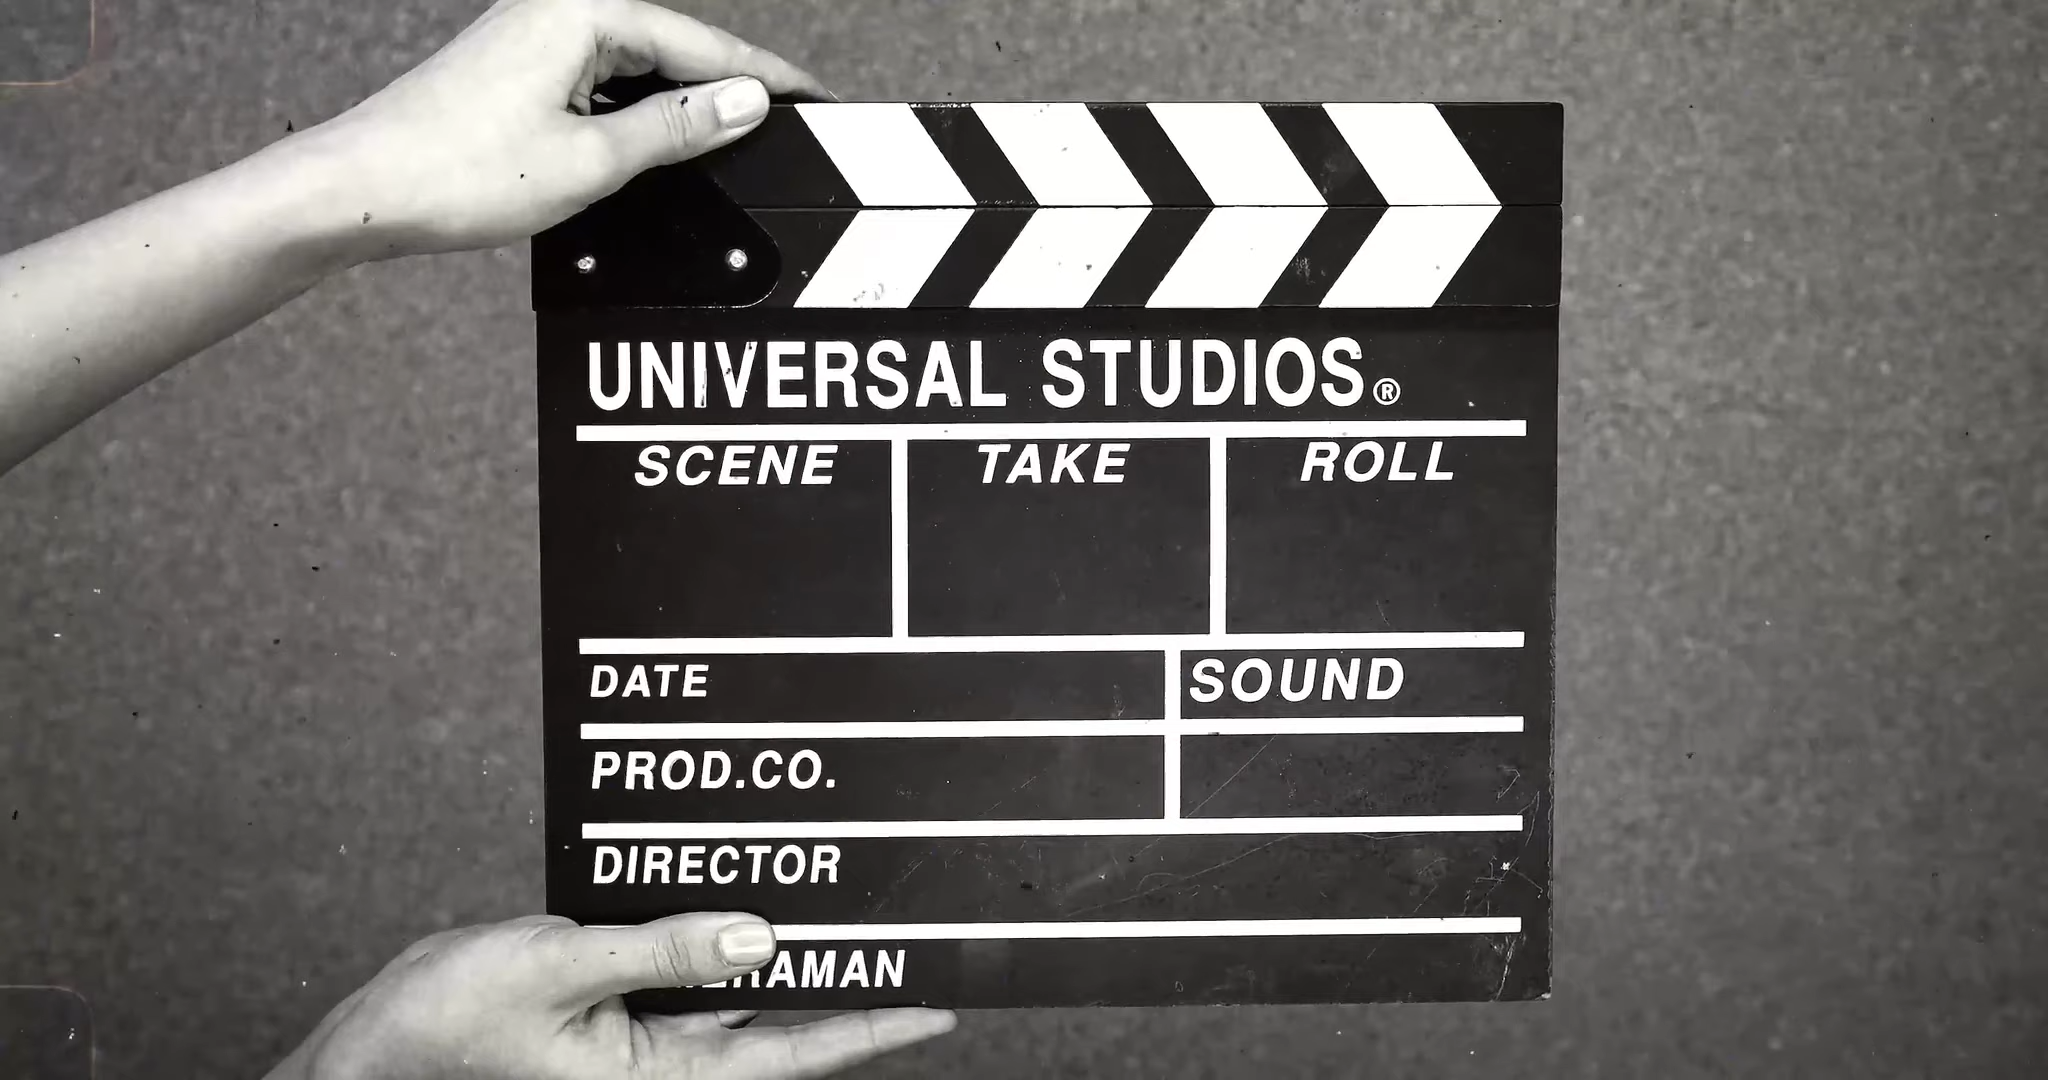 UNIVERSAL STUDIOS®
SCENE TAKE ROLL
DATE SOUND
PROD.CO.
DIRECTOR